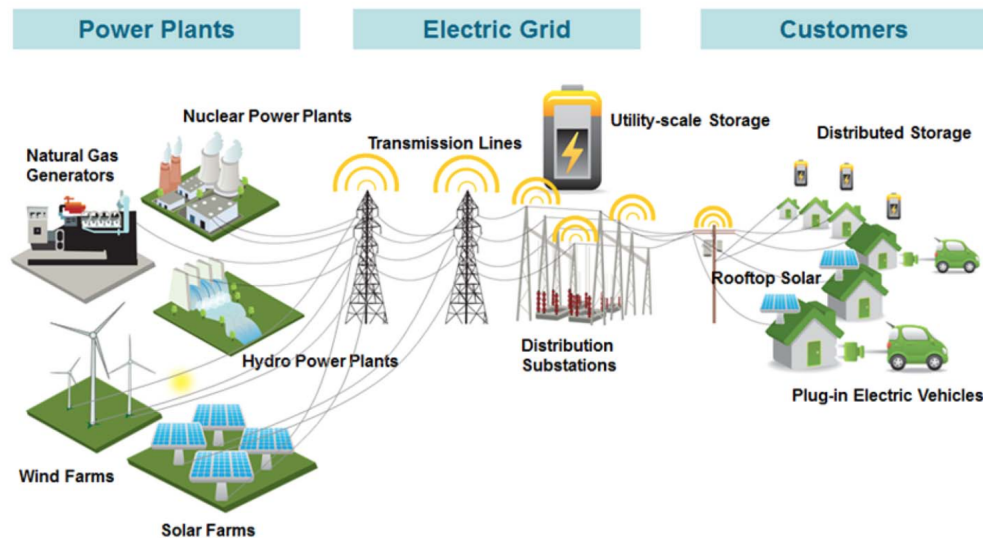 Power Plants
Electric Grid
Customers
Nuclear Power Plants
Natural Gas
Generators
Transmission Lines
Utility-scale Storage
Distributed Storage
Rooftop Solar
Hydro Power Plants
Distribution
Substations
Plug-in Electric Vehicles
Wind Farms
Solar Farms